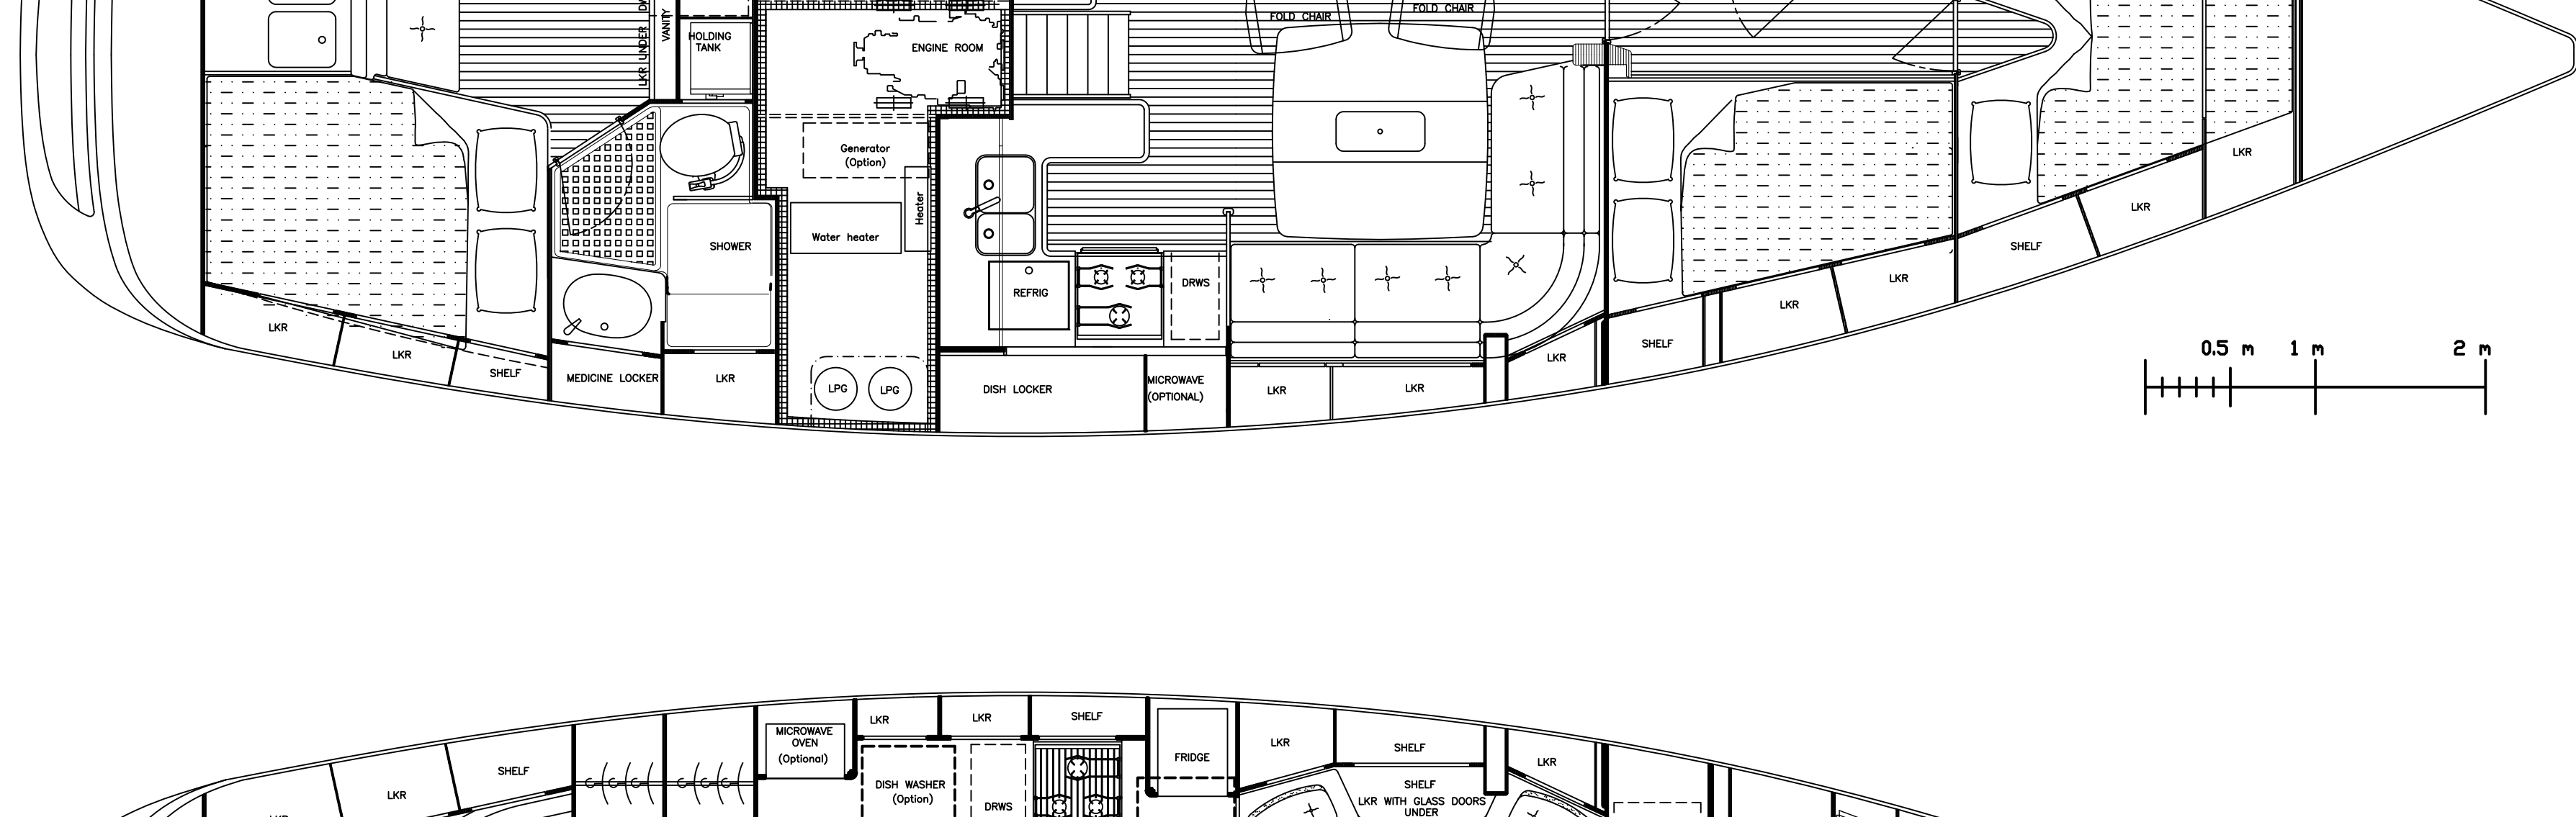 FOLD CHAIR
FOLD CHAIR
LKR UNDER
VANITY
HOLDING
TANK
ENGINE ROOM
Generator
(Option)
Heater
Water heater
SHOWER
REFRIG
DRWS
LKR
LKR
SHELF
MEDICINE LOCKER
LKR
LPG
LPG
DISH LOCKER
MICROWAVE
(OPTIONAL)
LKR
LKR
LKR
SHELF
LKR
LKR
SHELF
LKR
LKR
0.5 m
1 m
2 m
LKR
SHELF
MICROWAVE
OVEN
(Optional)
LKR
LKR
SHELF
DISH WASHER
(Option)
DRWS
FRIDGE
LKR
SHELF
SHELF
LKR WITH GLASS DOORS
UNDER
LKR